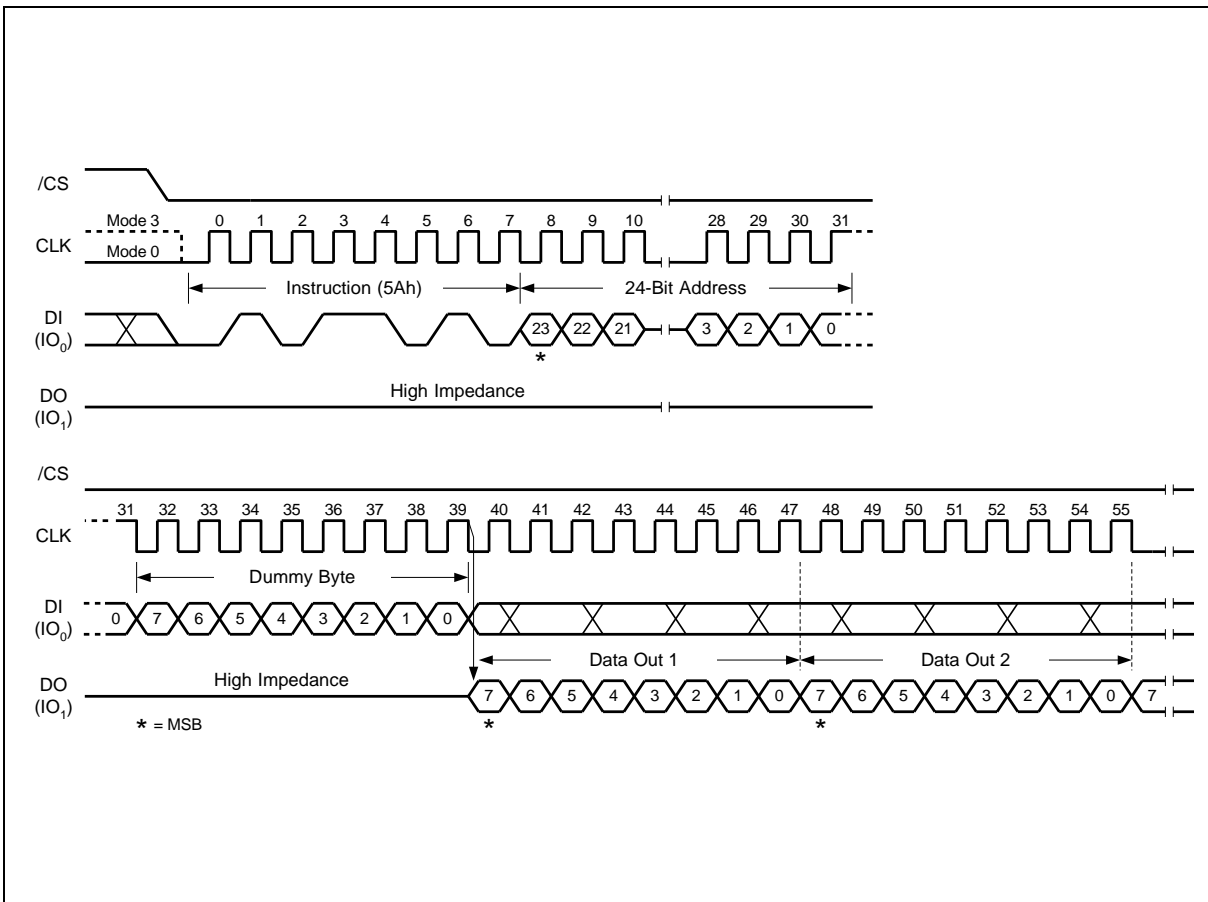 /CS
Mode 3 0 1 2 3 4 5 6 7 8 9 10 28 29 30 31
CLK
Mode 0
Instruction (5Ah) 24-Bit Address
DI
(IO0) 23 22 21 3 2 1 0
*
High Impedance
DO
(IO1)
/CS
31 32 33 34 35 36 37 38 39 40 41 42 43 44 45 46 47 48 49 50 51 52 53 54 55
CLK
Dummy Byte
DI
(IO0) 0 7 6 5 4 3 2 1 0
Data Out 1 Data Out 2
High Impedance
DO
(IO1) 7 6 5 4 3 2 1 0 7 6 5 4 3 2 1 0 7
* = MSB * *